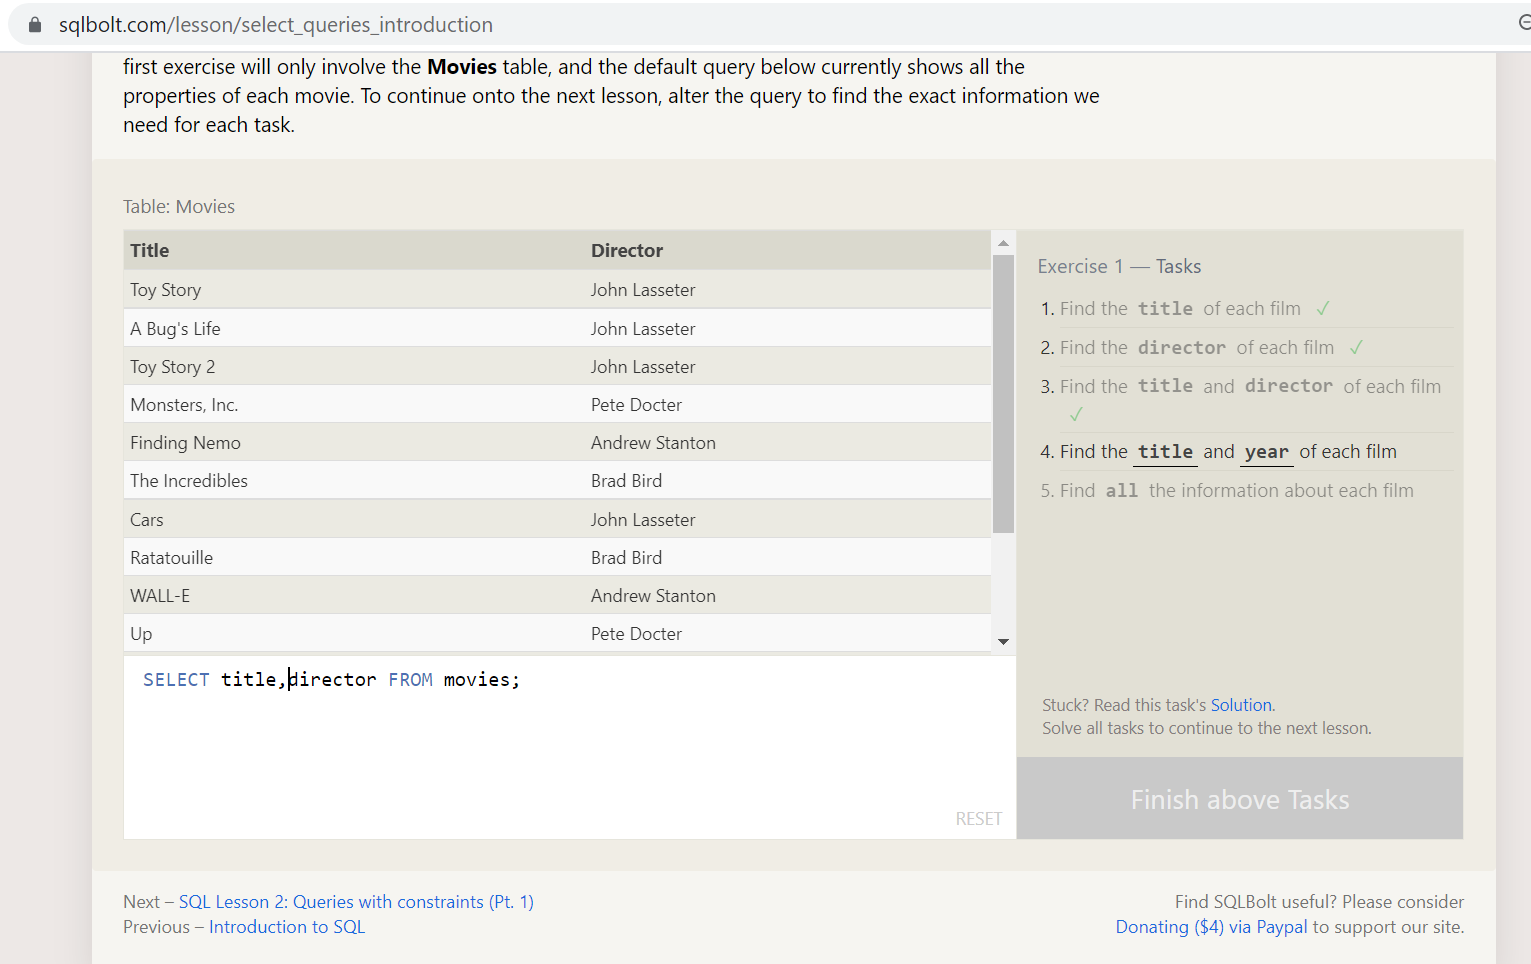 sqlbolt.com/lesson/select_queries_introduction
first exercise will only involve the Movies table, and the default query below currently shows all the
properties of each movie. To continue onto the next lesson, alter the query to find the exact information we
need for each task.
Table: Movies
Title Director
Toy Story John Lasseter
A Bug's Life John Lasseter
Toy Story 2 John Lasseter
Monsters, Inc. Pete Docter
Finding Nemo Andrew Stanton
The Incredibles Brad Bird
Cars John Lasseter
Ratatouille Brad Bird
WALL-E Andrew Stanton
Up Pete Docter
SELECT title,director FROM movies;
RESET
Exercise 1 — Tasks
1. Find the title of each film ✓
2. Find the director of each film ✓
3. Find the title and director of each film
✓
4. Find the title and year of each film
5. Find all the information about each film
Stuck? Read this task's Solution.
Solve all tasks to continue to the next lesson.
Finish above Tasks
Next – SQL Lesson 2: Queries with constraints (Pt. 1)
Previous – Introduction to SQL
Find SQLBolt useful? Please consider
Donating ($4) via Paypal to support our site.